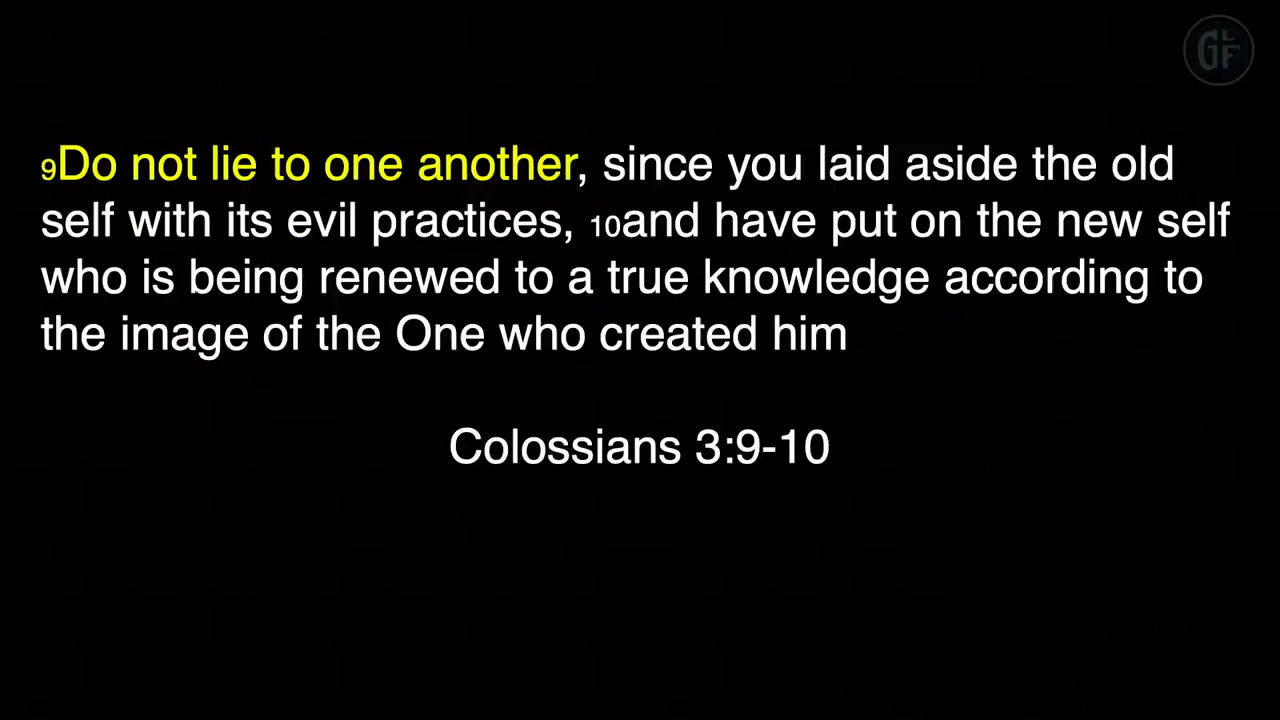 GLF
9Do not lie to one another, since you laid aside the old
self with its evil practices, 10and have put on the new self
who is being renewed to a true knowledge according to
the image of the One who created him
Colossians 3:9-10